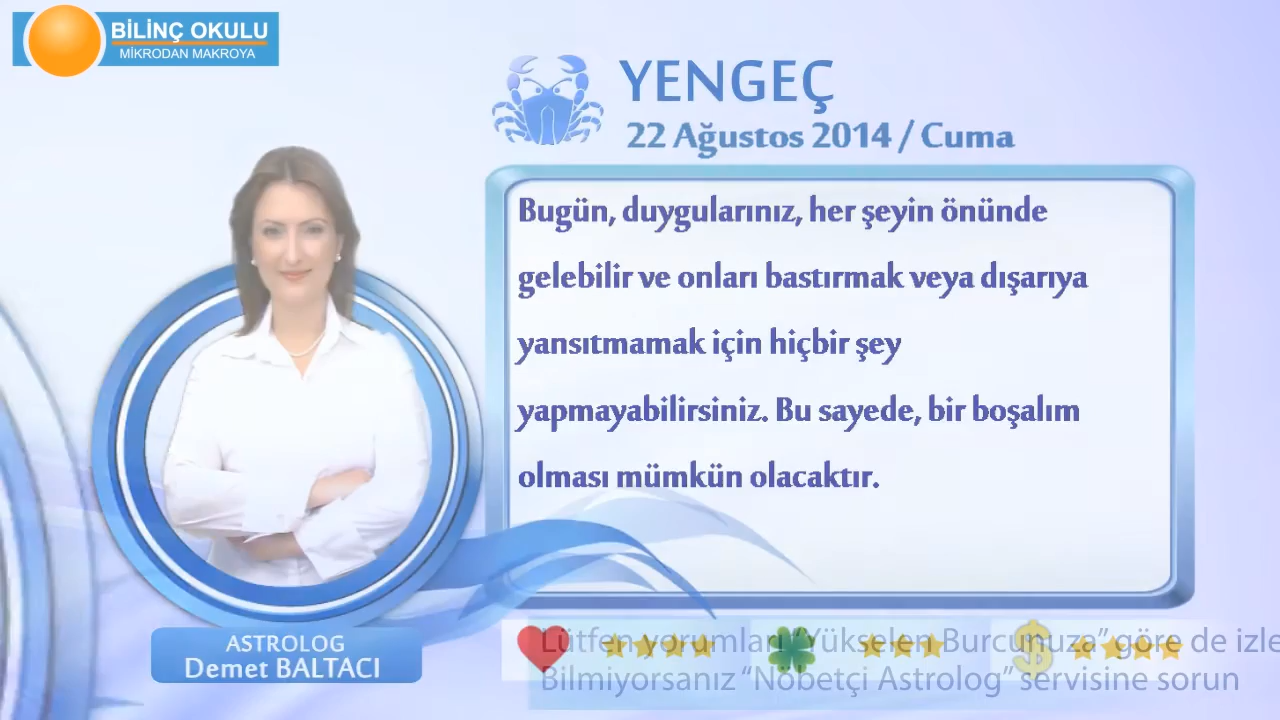 BİLİNÇ OKULU
MİKRODAN MAKROYA
YENGEÇ
22 Ağustos 2014 / Cuma
Bugün, duygularınız, her şeyin önünde
gelebilir ve onları bastırmak veya dışarıya
yansıtmamak için hiçbir şey
yapmayabilirsiniz. Bu sayede, bir boşalım
olması mümkün olacaktır.
ASTROLOG
Demet BALTACI
Lütfen yorumları "Yükselen Burcunuza" göre de izle
Bilmiyorsanız "Nöbetçi Astrolog" servisine sorun